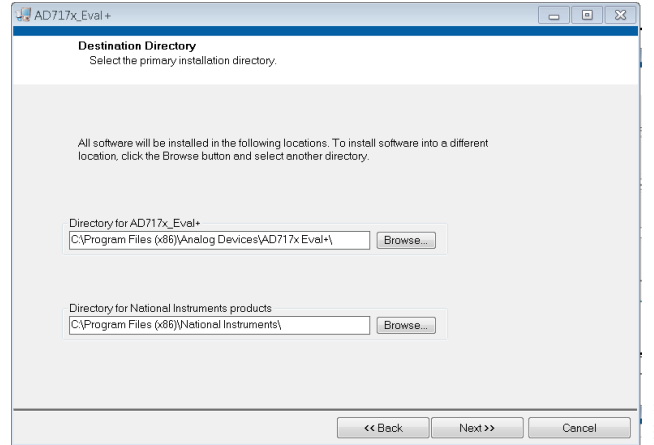 AD717x_Eval+
Destination Directory
Select the primary installation directory.
All software will be installed in the following locations. To install software into a different
location, click the Browse button and select another directory.
Directory for AD717x_Eval+
C:\Program Files (x86)\Analog Devices\AD717x Eval+\
Browse...
Directory for National Instruments products
C:\Program Files (x86)\National Instruments\
Browse...
<< Back
Next >>
Cancel